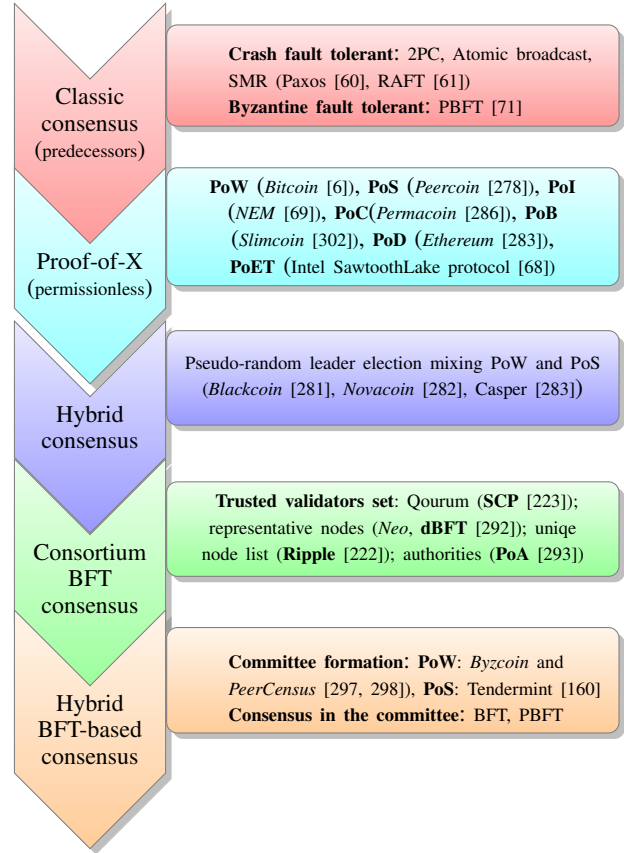 Classic
consensus
(predecessors)
Crash fault tolerant: 2PC, Atomic broadcast,
SMR (Paxos [60], RAFT [61])
Byzantine fault tolerant: PBFT [71]
Proof-of-X
(permissionless)
PoW (Bitcoin [6]), PoS (Peercoin [278]), PoI
(NEM [69]), PoC(Permacoin [286]), PoB
(Slimcoin [302]), PoD (Ethereum [283]),
PoET (Intel SawtoothLake protocol [68])
Hybrid
consensus
Pseudo-random leader election mixing PoW and PoS
(Blackcoin [281], Novacoin [282], Casper [283])
Consortium
BFT
consensus
Trusted validators set: Qourum (SCP [223]);
representative nodes (Neo, dBFT [292]); uniqe
node list (Ripple [222]); authorities (PoA [293])
Hybrid
BFT-based
consensus
Committee formation: PoW: Byzcoin and
PeerCensus [297, 298]), PoS: Tendermint [160]
Consensus in the committee: BFT, PBFT